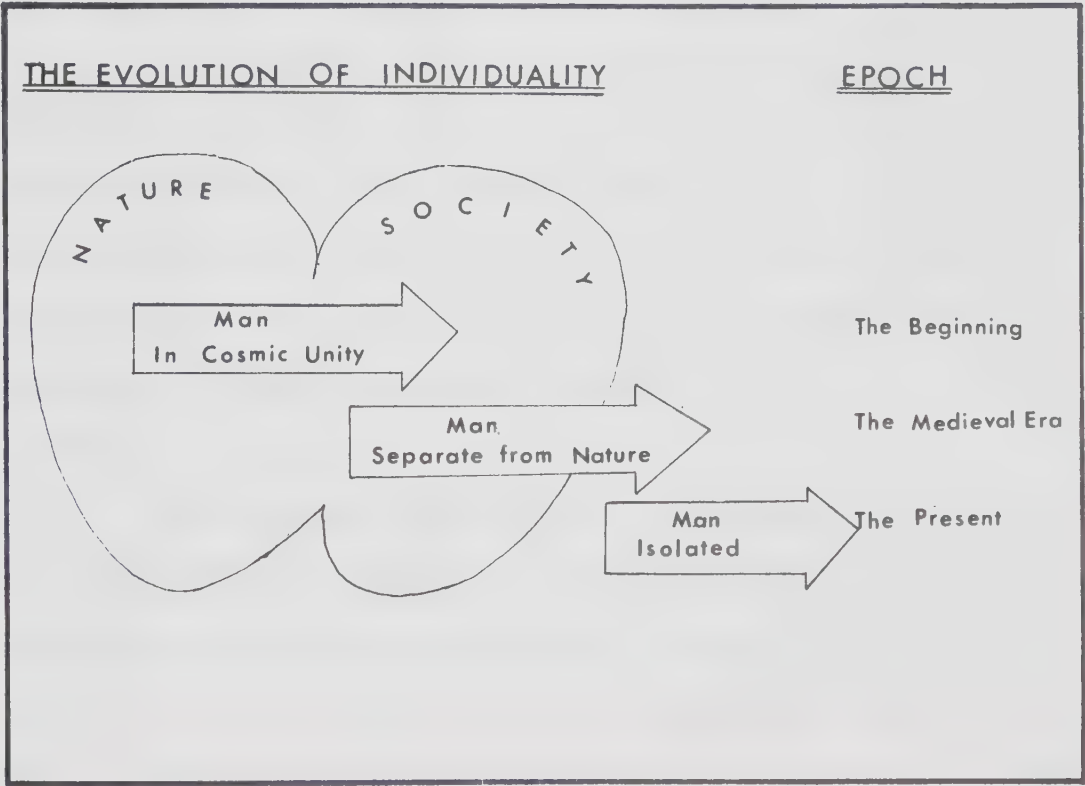 THE EVOLUTION OF INDIVIDUALITY
EPOCH
NATURE
SOCIETY
Man
In Cosmic Unity
The Beginning
Man
Separate from Nature
The Medieval Era
Man
Isolated
The Present